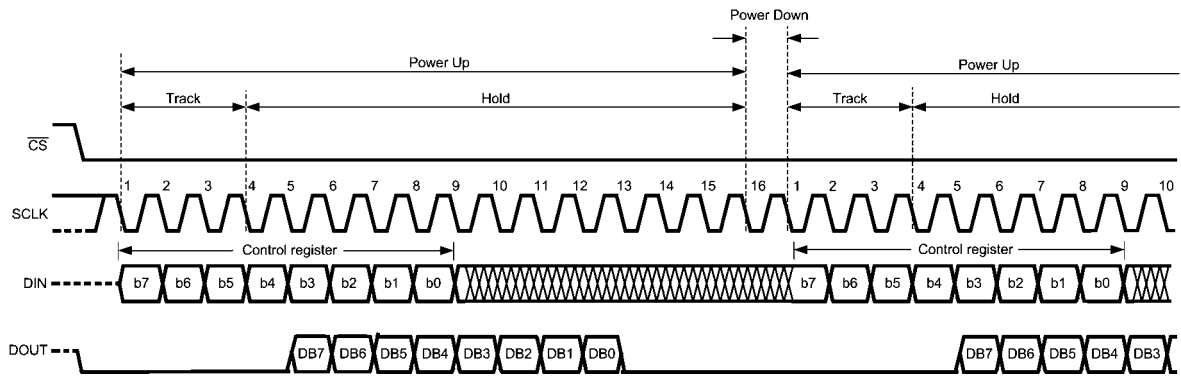 Power Down
Power Up Power Up
Track Hold Track Hold
CS
1 2 3 4 5 6 7 8 9 10 11 12 13 14 15 16 1 2 3 4 5 6 7 8 9 10
SCLK
Control register Control register
DIN b7 b6 b5 b4 b3 b2 b1 b0 b7 b6 b5 b4 b3 b2 b1 b0
DOUT DB7 DB6 DB5 DB4 DB3 DB2 DB1 DB0 DB7 DB6 DB5 DB4 DB3